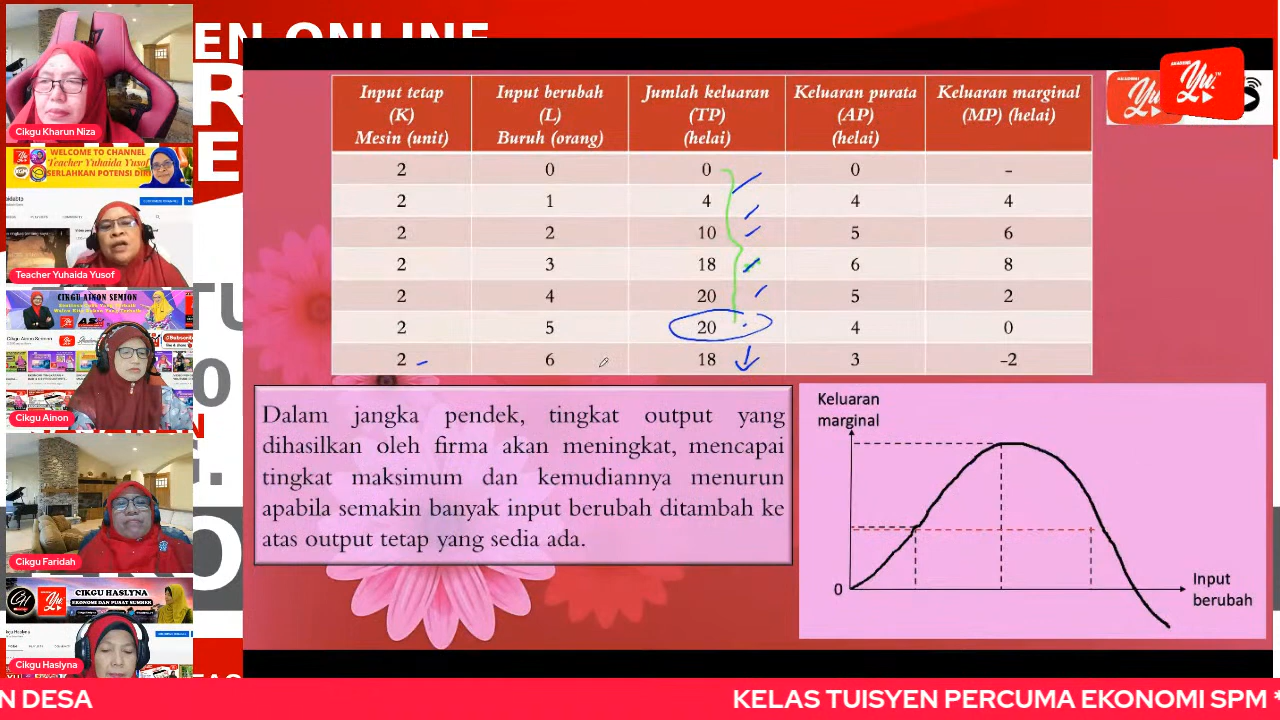 EN ONLINE
Cikgu Kharun Niza
WELCOME TO CHANNEL
Teacher Yuhaida Yusof
SERLAHKAN POTENSI DIRI
Teacher Yuhaida Yusof
CIKGU AINON SEMION
Cikgu Ainon
Cikgu Faridah
CIKGU HASLYNA
EKONOMI DAN PUSAT SUMBER
Cikgu Haslyna
Input tetap (K) Mesin (unit) Input berubah (L) Buruh (orang) Jumlah keluaran (TP) (helai) Keluaran purata (AP) (helai) Keluaran marginal (MP) (helai)
2 0 0 0 –
2 1 4 4 4
2 2 10 5 6
2 3 18 6 8
2 4 20 5 2
2 5 20 4 0
2 6 18 3 –2
Dalam jangka pendek, tingkat output yang
dihasilkan oleh firma akan meningkat, mencapai
tingkat maksimum dan kemudiannya menurun
apabila semakin banyak input berubah ditambah ke
atas output tetap yang sedia ada.
Keluaran
marginal
0
Input
berubah
Yu.
N DESA
KELAS TUISYEN PERCUMA EKONOMI SPM *